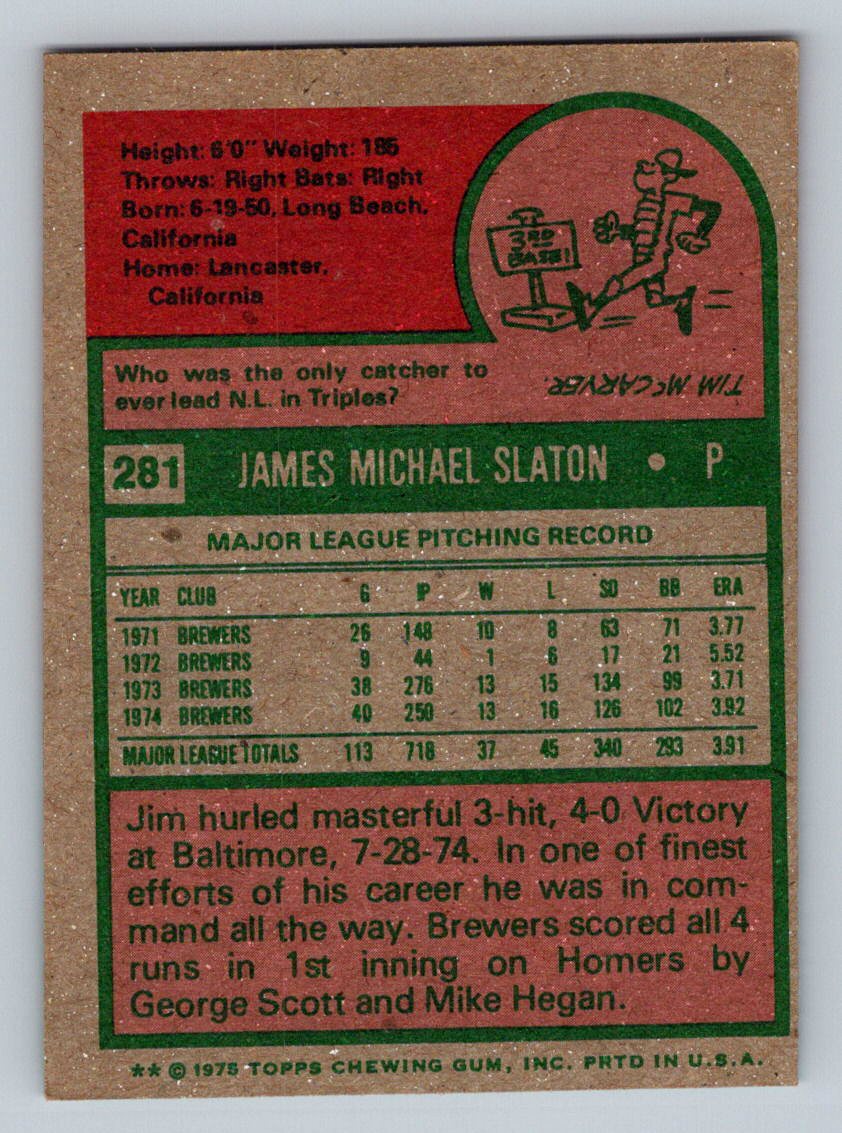 Height: 6'0" Weight: 185
Throws: Right Bats: Right
Born: 6-19-50, Long Beach,
California
Home: Lancaster,
California
3RD
BASE!
Who was the only catcher to
ever lead N.L. in Triples?
TIM McCARVER.
281 JAMES MICHAEL SLATON • P
MAJOR LEAGUE PITCHING RECORD
YEAR CLUB G IP W L SO BB ERA
1971 BREWERS 26 148 10 8 63 71 3.77
1972 BREWERS 9 44 1 6 17 21 5.52
1973 BREWERS 38 276 13 15 134 99 3.71
1974 BREWERS 40 250 13 16 126 102 3.92
MAJOR LEAGUE TOTALS 113 718 37 45 340 293 3.91
Jim hurled masterful 3-hit, 4-0 Victory
at Baltimore, 7-28-74. In one of finest
efforts of his career he was in com-
mand all the way. Brewers scored all 4
runs in 1st inning on Homers by
George Scott and Mike Hegan.
** © 1975 TOPPS CHEWING GUM, INC. PRTD IN U.S.A.